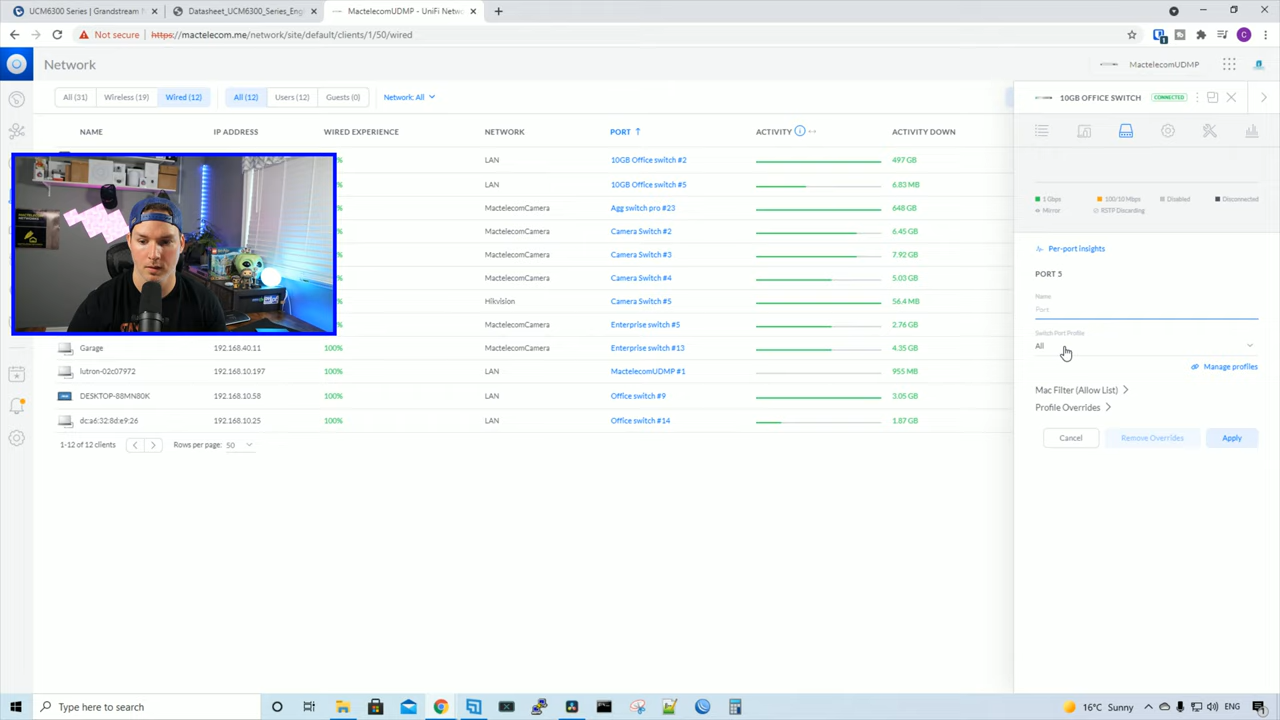 UCM6300 Series | Grandstream N
Datasheet_UCM6300_Series_Eng
MactelecomUDMP - UniFi Netwo
Not secure
https://mactelecom.me/network/site/default/clients/1/50/wired
Network
MactelecomUDMP
All (31) Wireless (19) Wired (12) All (12) Users (12) Guests (0) Network: All
NAME IP ADDRESS WIRED EXPERIENCE NETWORK PORT ACTIVITY ACTIVITY DOWN
LAN 10GB Office switch #2 497 GB
LAN 10GB Office switch #5 6.83 MB
MactelecomCamera Agg switch pro #23 648 GB
MactelecomCamera Camera Switch #2 6.45 GB
MactelecomCamera Camera Switch #3 7.92 GB
MactelecomCamera Camera Switch #4 5.03 GB
Hikvision Camera Switch #5 56.4 MB
MactelecomCamera Enterprise switch #5 2.76 GB
Garage 192.168.40.11 100% MactelecomCamera Enterprise switch #13 4.35 GB
lutron-02c07972 192.168.10.197 100% LAN MactelecomUDMP #1 955 MB
DESKTOP-88MN80K 192.168.10.58 100% LAN Office switch #9 3.05 GB
dc:a6:32:8d:e9:26 192.168.10.25 100% LAN Office switch #14 1.87 GB
1-12 of 12 clients Rows per page: 50
10GB OFFICE SWITCH CONNECTED
1 Gbps 100/10 Mbps Disabled Disconnected
Mirror RSTP Discarding
Per-port insights
PORT 5
Name
Port
Switch Port Profile
All
Manage profiles
Mac Filter (Allow List)
Profile Overrides
Cancel Remove Overrides Apply
Type here to search
16°C Sunny
ENG